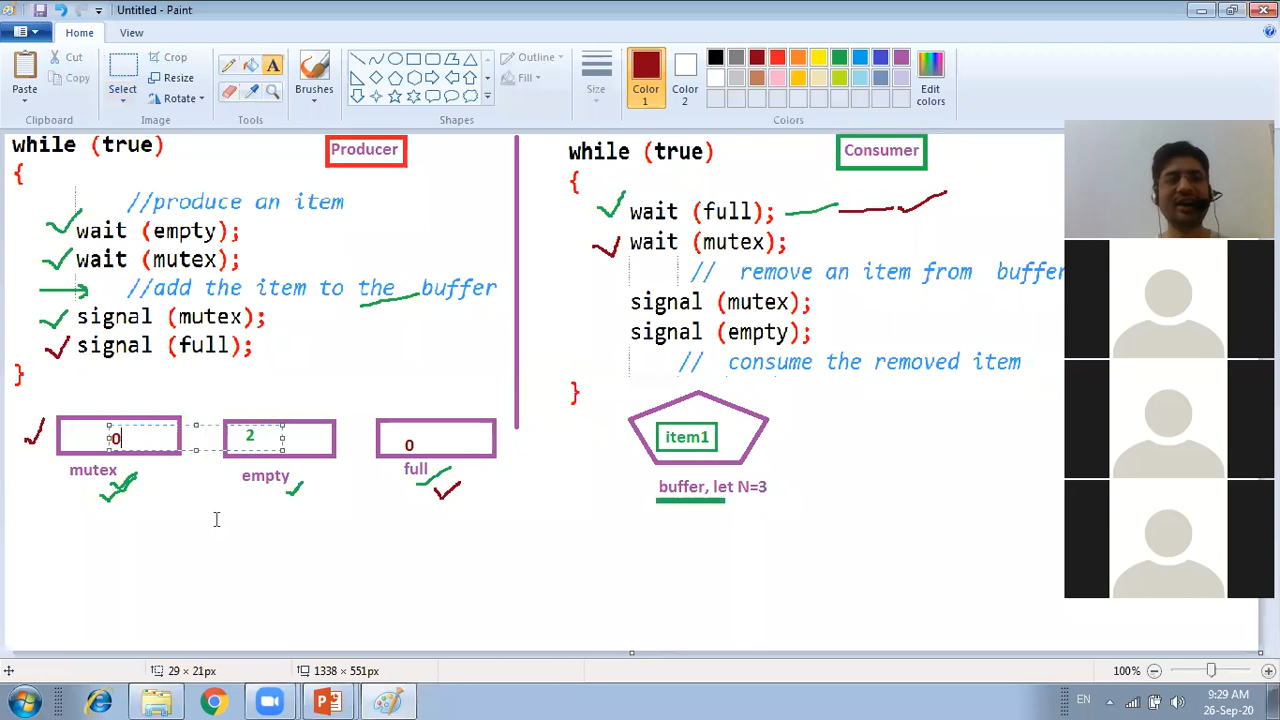 Untitled - Paint
Home
View
Paste
Cut
Copy
Clipboard
Select
Crop
Resize
Rotate
Image
A
Tools
Brushes
Shapes
Outline
Fill
Size
Color 1
Color 2
Edit colors
Colors
while (true)
Producer
{
//produce an item
wait (empty);
wait (mutex);
//add the item to the buffer
signal (mutex);
signal (full);
}
0
mutex
2
empty
0
full
while (true)
Consumer
{
wait (full);
wait (mutex);
// remove an item from buffer
signal (mutex);
signal (empty);
// consume the removed item
}
item1
buffer, let N=3
29 × 21px
1338 × 551px
100%
EN
9:29 AM
26-Sep-20